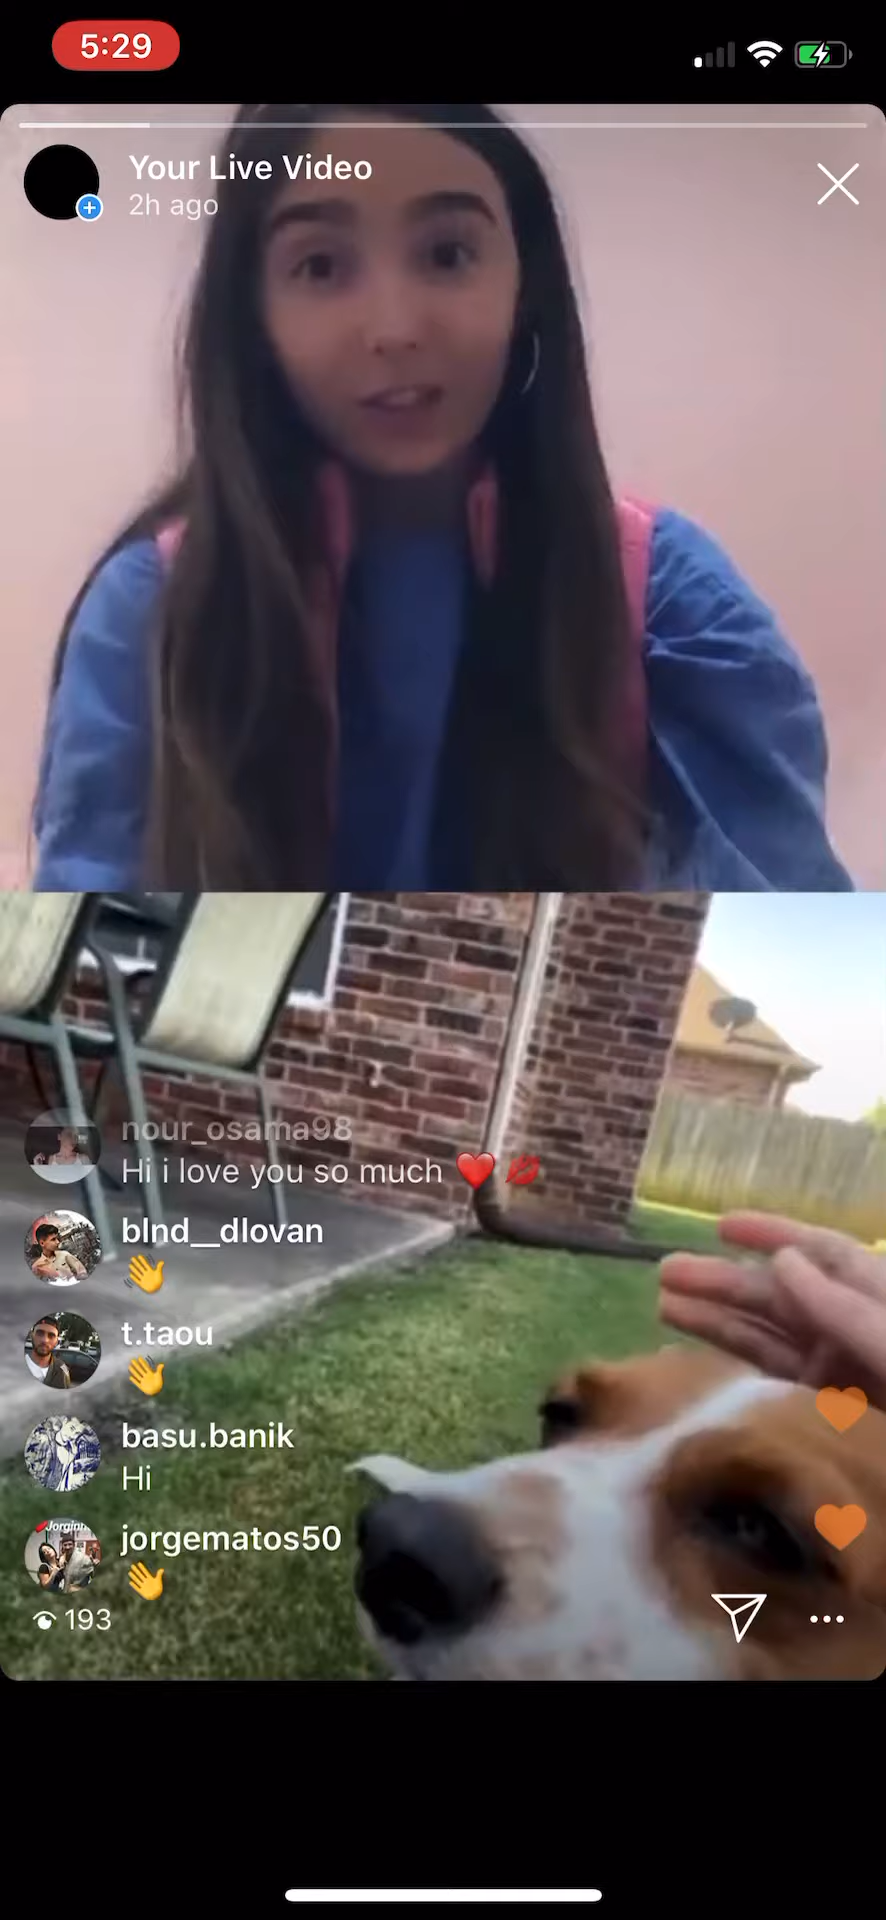 5:29
Your Live Video
2h ago
nour_osama98
Hi i love you so much ❤️ 💋
blnd__dlovan
👋
t.taou
👋
basu.banik
Hi
Jorginh
jorgematos50
👋
193